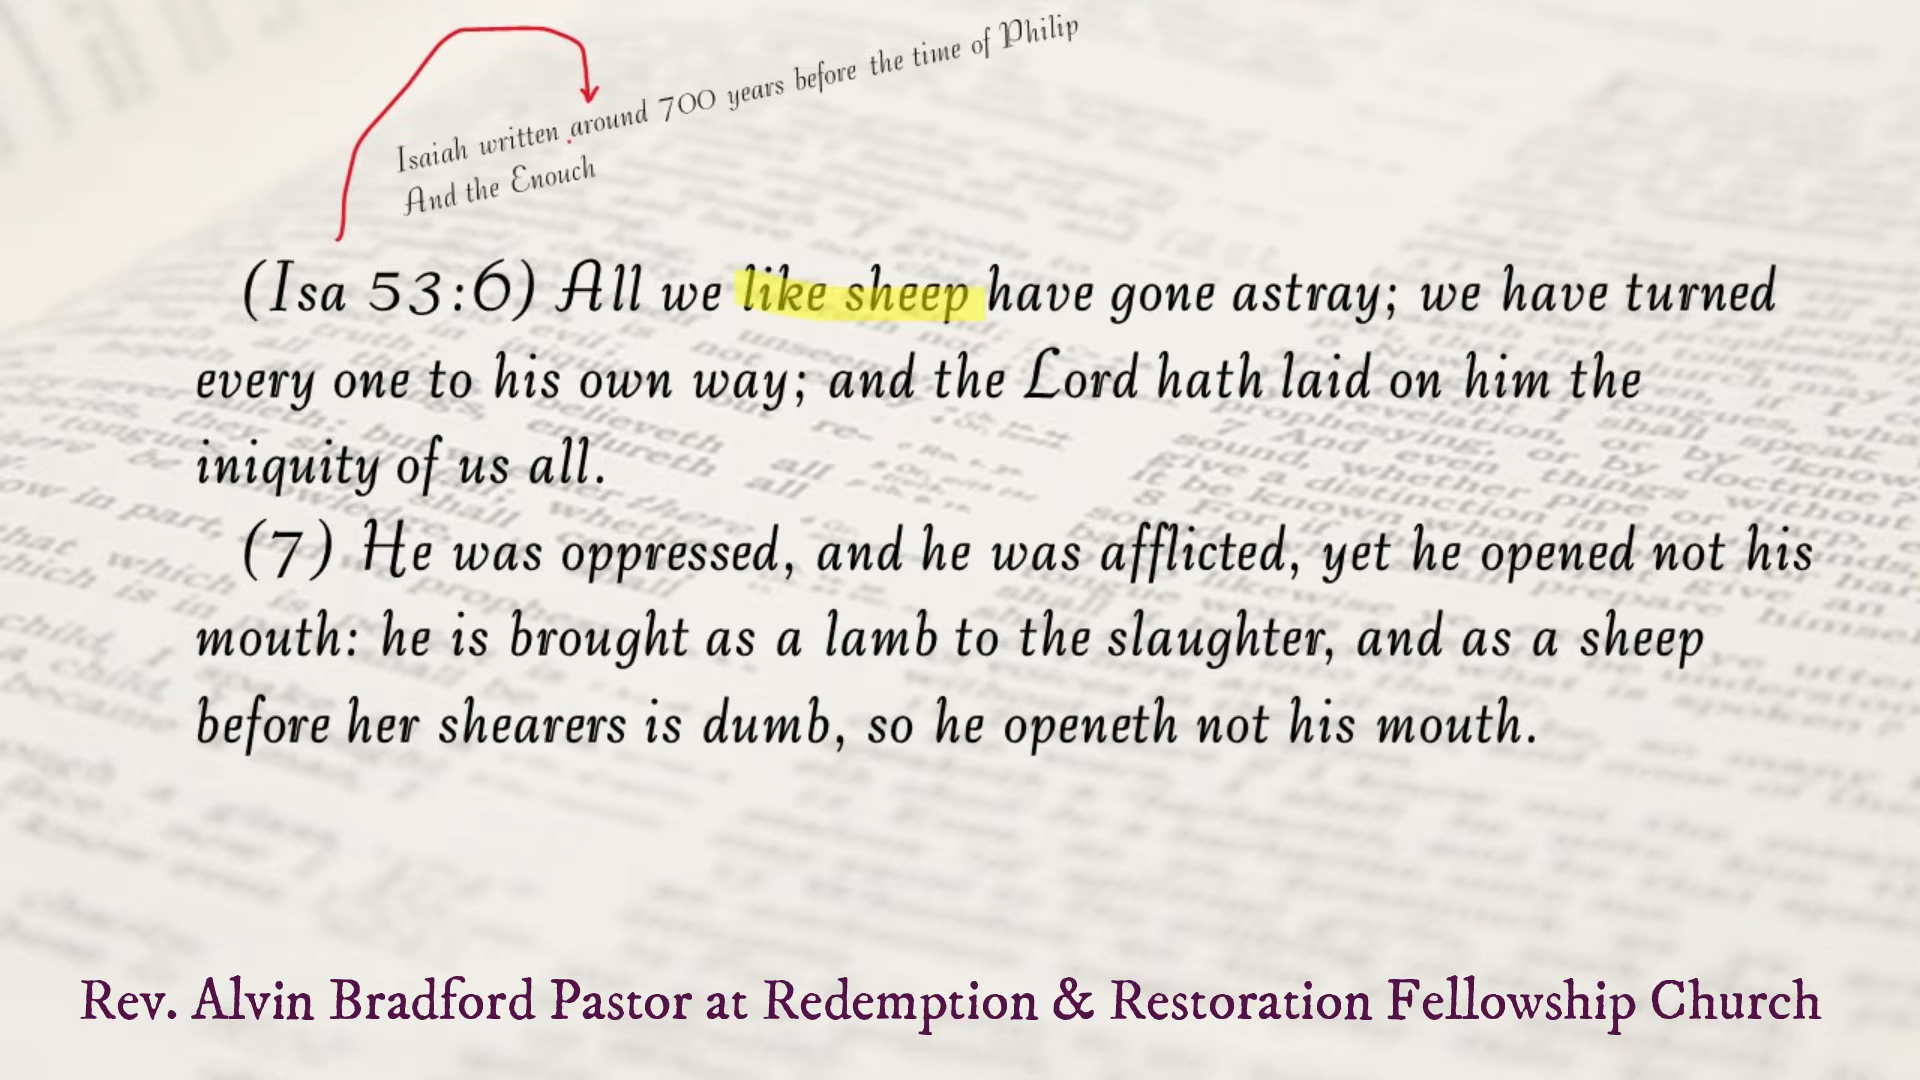 Isaiah written around 700 years before the time of Philip
And the Enouch
(Isa 53:6) All we like sheep have gone astray; we have turned
every one to his own way; and the Lord hath laid on him the
iniquity of us all.
(7) He was oppressed, and he was afflicted, yet he opened not his
mouth: he is brought as a lamb to the slaughter, and as a sheep
before her shearers is dumb, so he openeth not his mouth.
Rev. Alvin Bradford Pastor at Redemption & Restoration Fellowship Church